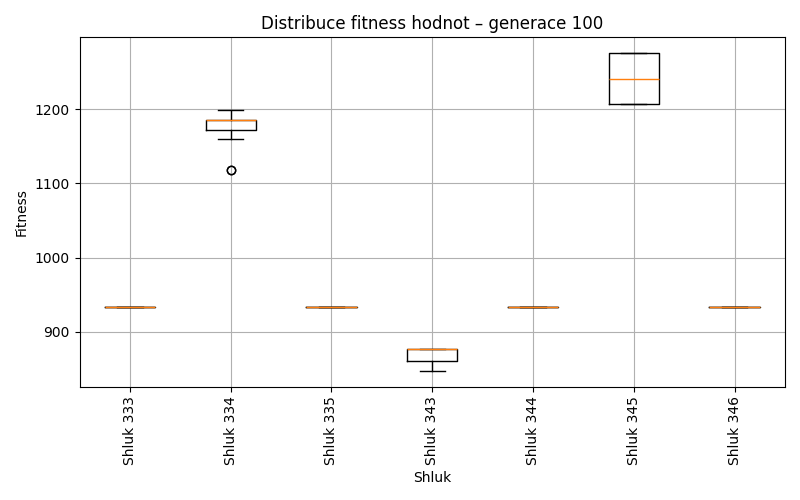 Distribuce fitness hodnot – generace 100
Fitness
1200
1100
1000
900
Shluk 333
Shluk 334
Shluk 335
Shluk 343
Shluk 344
Shluk 345
Shluk 346
Shluk